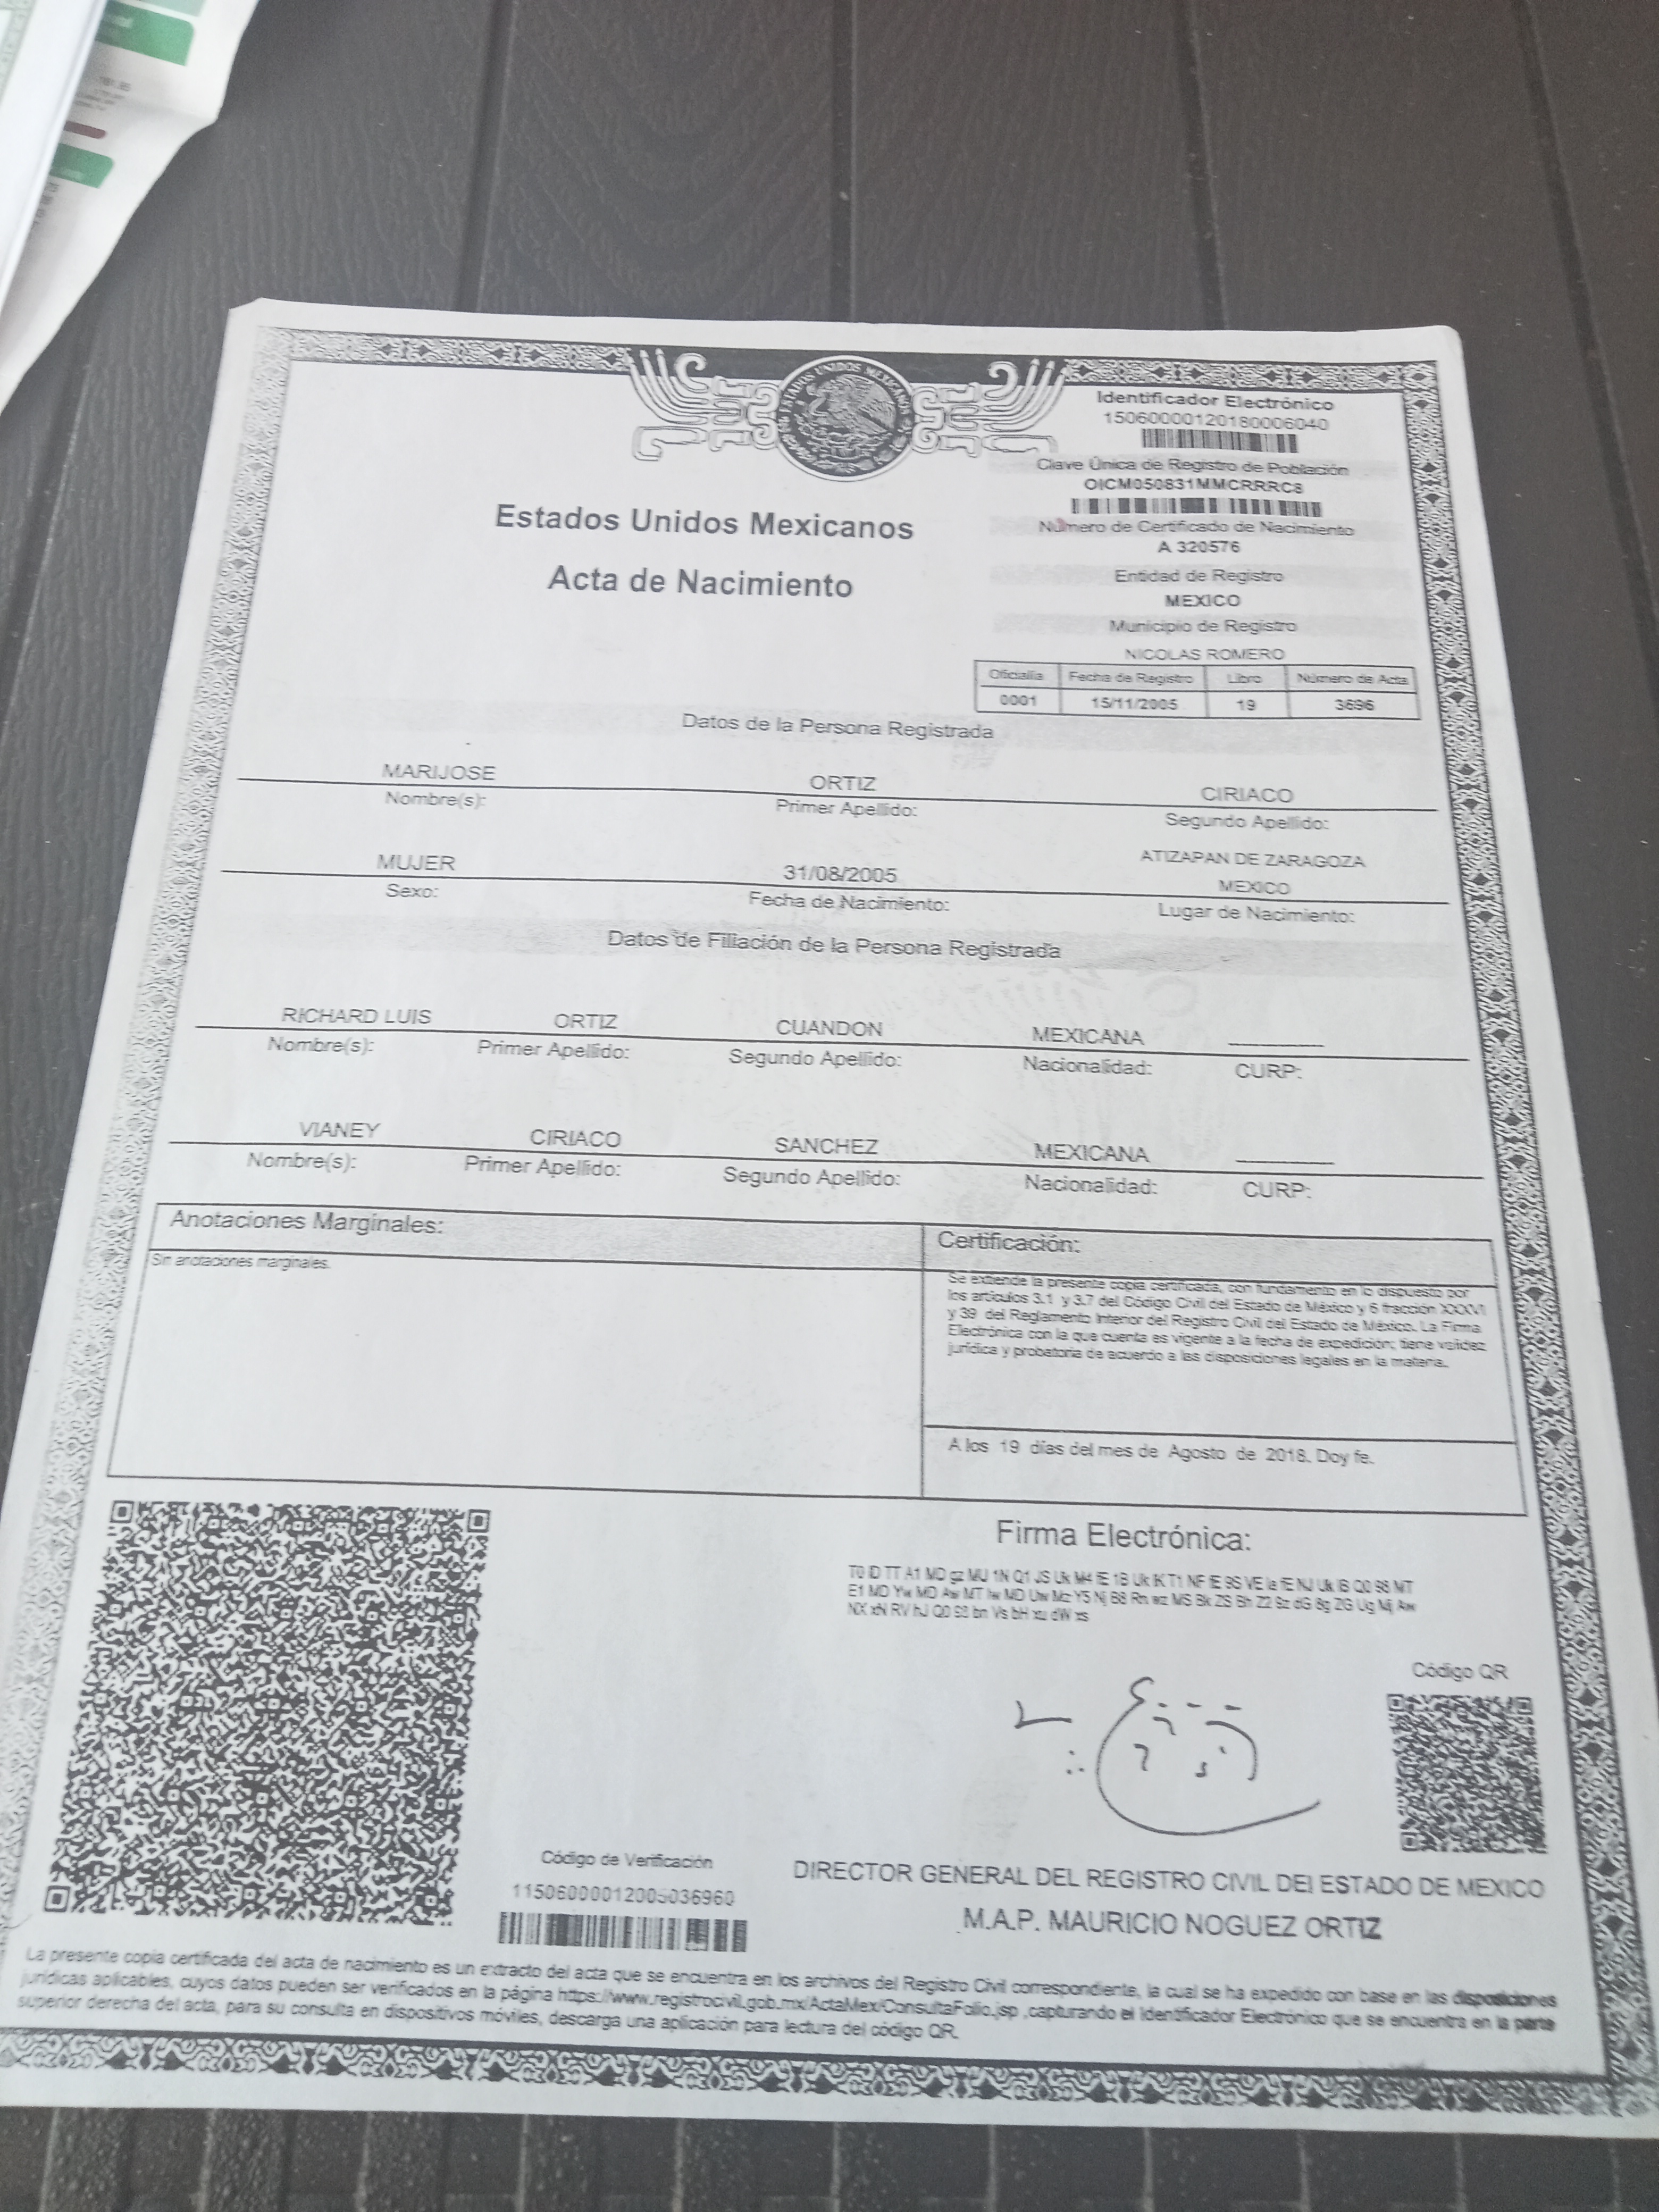 Identificador Electrónico
15060000120180006040
Clave Única de Registro de Población
OICM050831MMCRRRC8
Número de Certificado de Nacimiento
A 320576
Entidad de Registro
MEXICO
Municipio de Registro
NICOLAS ROMERO
Estados Unidos Mexicanos
Acta de Nacimiento
Oficialía Fecha de Registro Libro Número de Acta
0001 15/11/2005 19 3696
Datos de la Persona Registrada
MARIJOSE ORTIZ CIRIACO
Nombre(s): Primer Apellido: Segundo Apellido:
MUJER 31/08/2005 ATIZAPAN DE ZARAGOZA
MEXICO
Sexo: Fecha de Nacimiento: Lugar de Nacimiento:
Datos de Filiación de la Persona Registrada
RICHARD LUIS ORTIZ CUANDON MEXICANA
Nombre(s): Primer Apellido: Segundo Apellido: Nacionalidad: CURP:
VIANEY CIRIACO SANCHEZ MEXICANA
Nombre(s): Primer Apellido: Segundo Apellido: Nacionalidad: CURP:
Anotaciones Marginales:
Sin anotaciones marginales.
Certificación:
Se extiende la presente copia certificada, con fundamento en lo dispuesto por
los artículos 3.1 y 3.7 del Código Civil del Estado de México y 6 fracción XXXVI
y 39 del Reglamento Interior del Registro Civil del Estado de México. La Firma
Electrónica con la que cuenta es vigente a la fecha de expedición; tiene validez
jurídica y probatoria de acuerdo a las disposiciones legales en la materia.
A los 19 días del mes de Agosto de 2018. Doy fe.
Firma Electrónica:
Código QR
Código de Verificación
11506000012005036960
DIRECTOR GENERAL DEL REGISTRO CIVIL DEL ESTADO DE MEXICO
M.A.P. MAURICIO NOGUEZ ORTIZ
La presente copia certificada del acta de nacimiento es un extracto del acta que se encuentra en los archivos del Registro Civil correspondiente, la cual se ha expedido con base en las disposiciones
jurídicas aplicables, cuyos datos pueden ser verificados en la página https://www.registrocivil.gob.mx/ActaMex/ConsultaFolio.jsp ,capturando el Identificador Electrónico que se encuentra en la parte
superior derecha del acta, para su consulta en dispositivos móviles, descarga una aplicación para lectura del código QR.